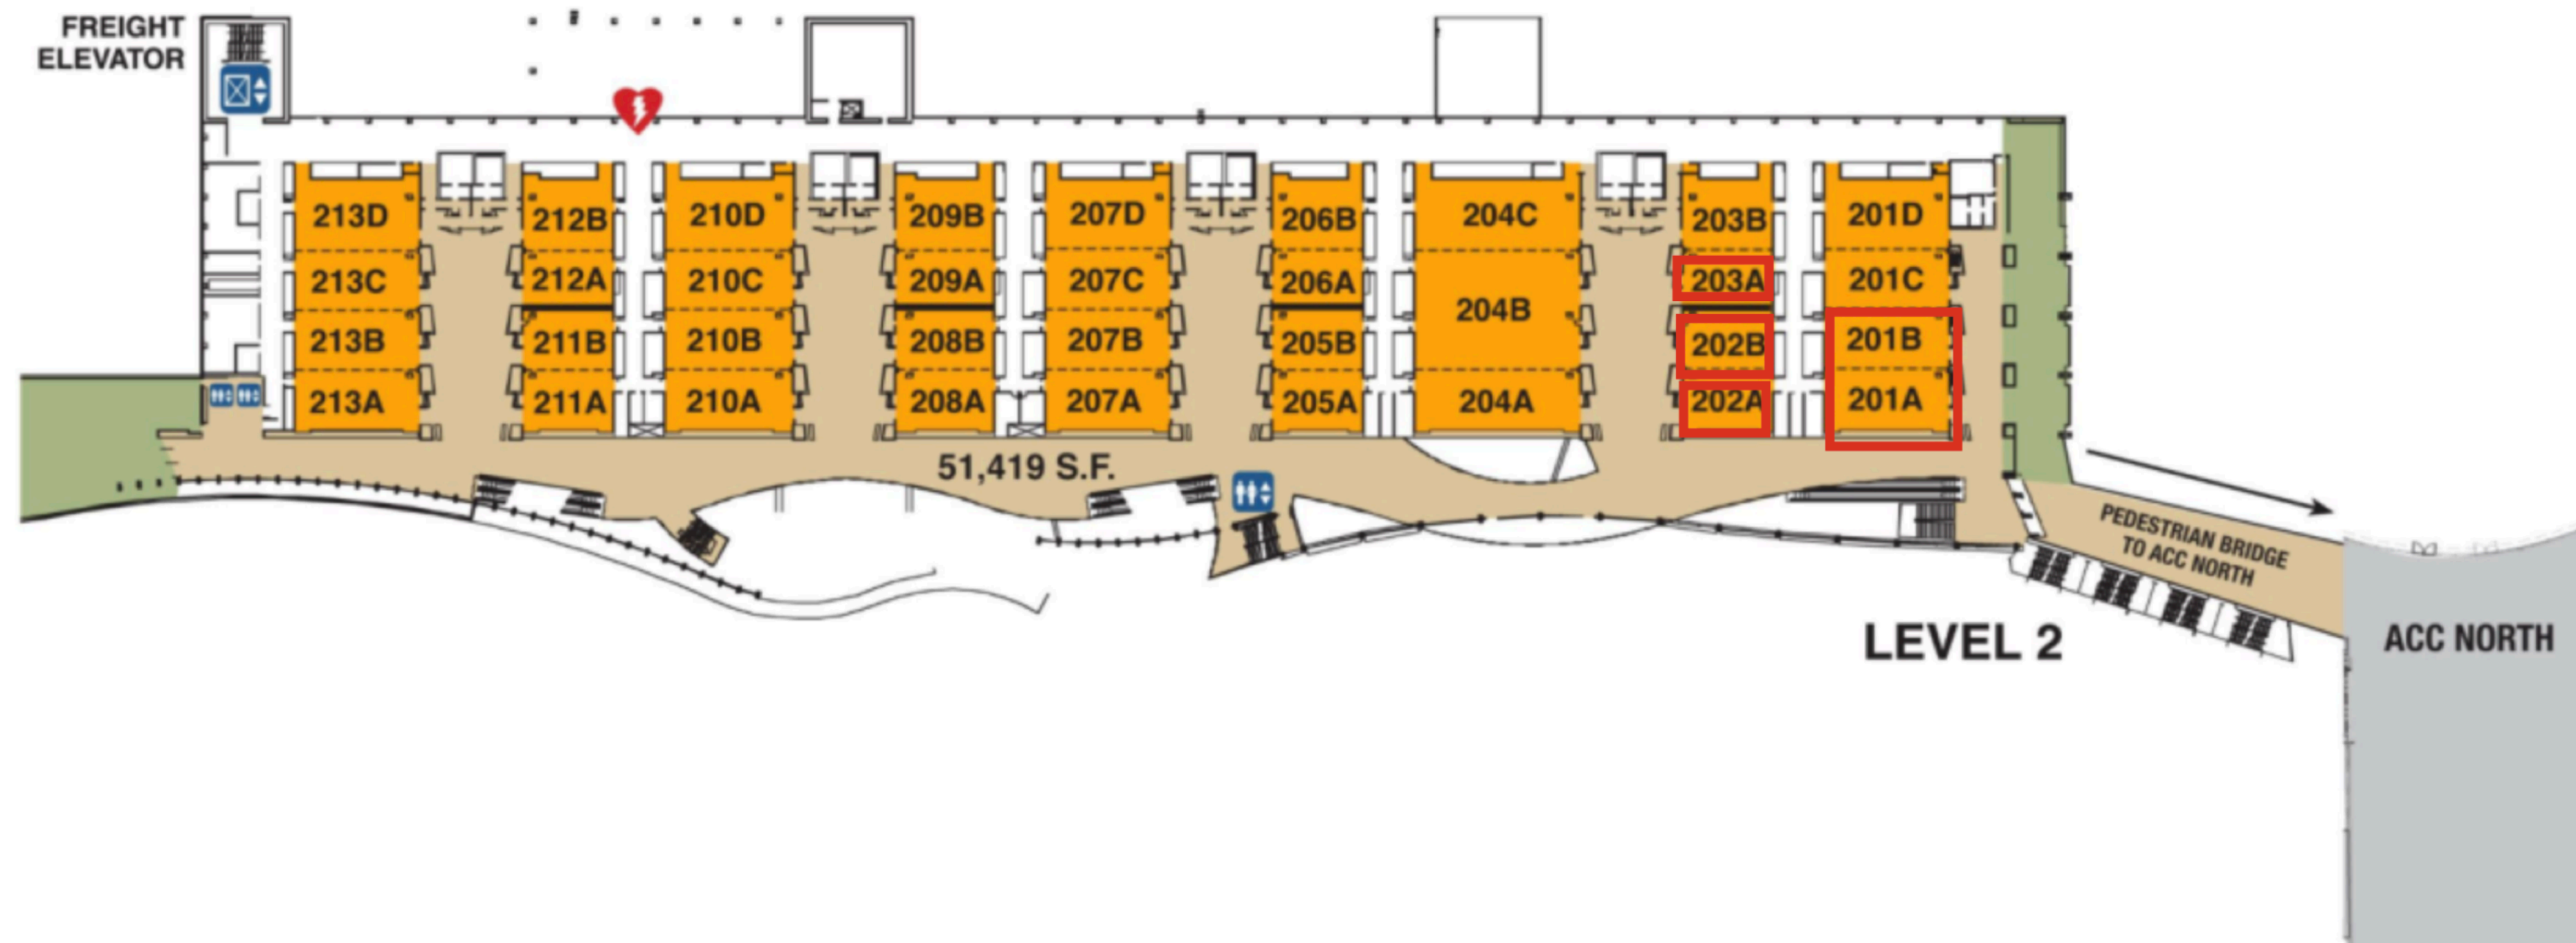 FREIGHT
ELEVATOR
213D 212B 210D 209B 207D 206B 204C 203B 201D
213C 212A 210C 209A 207C 206A 203A 201C
204B
213B 211B 210B 208B 207B 205B 202B 201B
213A 211A 210A 208A 207A 205A 204A 202A 201A
51,419 S.F.
PEDESTRIAN BRIDGE
TO ACC NORTH
LEVEL 2
ACC NORTH